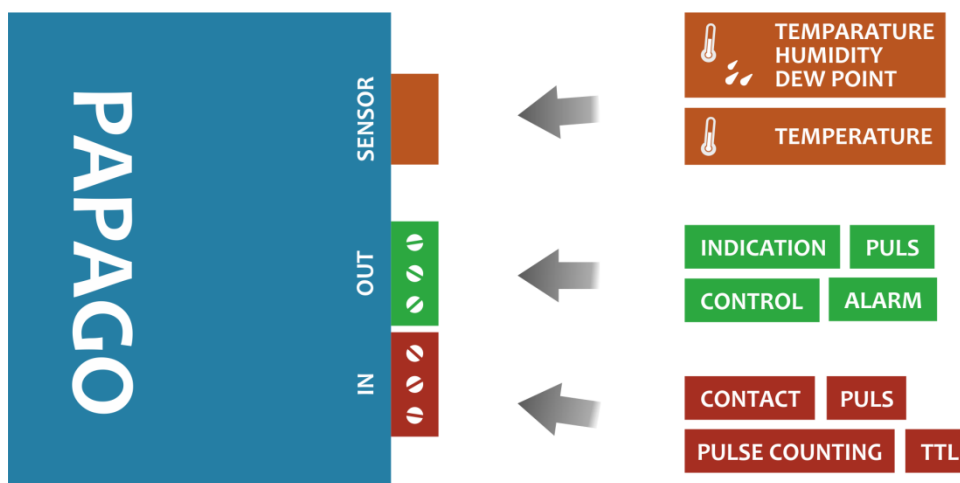 PAPAGO
SENSOR
OUT
IN
TEMPARATURE
HUMIDITY
DEW POINT
TEMPERATURE
INDICATION
PULS
CONTROL
ALARM
CONTACT
PULS
PULSE COUNTING
TTL